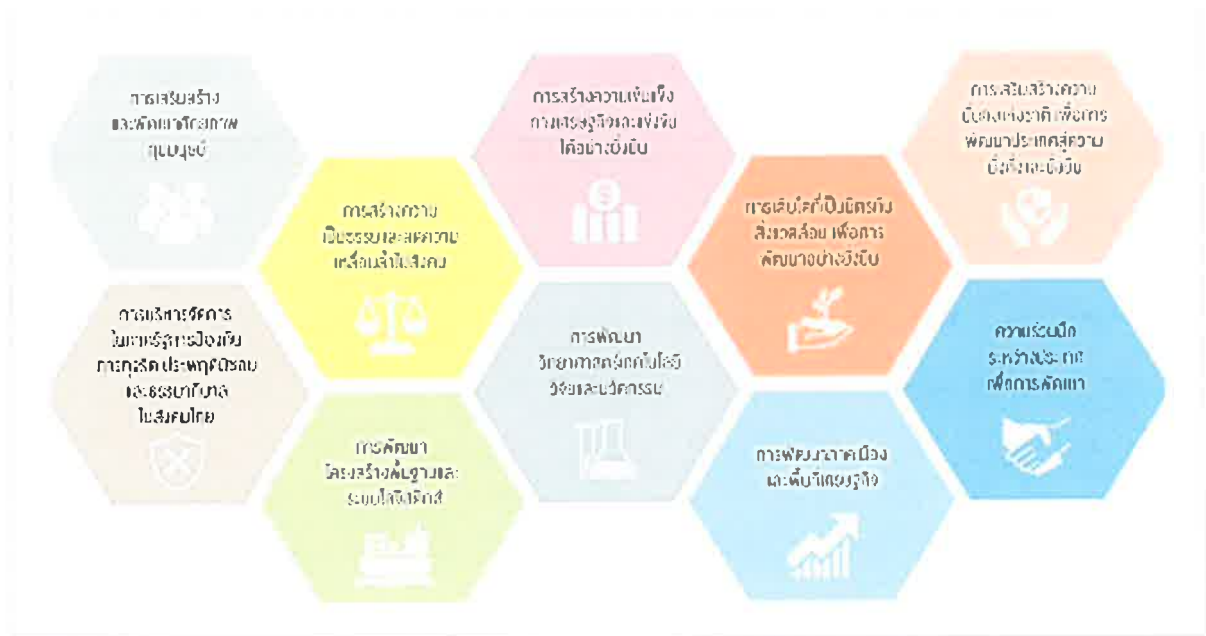 การเสริมสร้าง
และพัฒนาศักยภาพ
ทุนมนุษย์
การสร้างความ
เป็นธรรมและลดความ
เหลื่อมล้ำในสังคม
การสร้างความเข้มแข็ง
ทางเศรษฐกิจและแข่งขัน
ได้อย่างยั่งยืน
การเติบโตที่เป็นมิตรกับ
สิ่งแวดล้อม เพื่อการ
พัฒนาอย่างยั่งยืน
การเสริมสร้างความ
มั่นคงแห่งชาติ เพื่อการ
พัฒนาประเทศสู่ความ
มั่งคั่งและยั่งยืน
การบริหารจัดการ
ในภาครัฐ การป้องกัน
การทุจริต ประพฤติมิชอบ
และธรรมาภิบาล
ในสังคมไทย
การพัฒนา
โครงสร้างพื้นฐานและ
ระบบโลจิสติกส์
การพัฒนา
วิทยาศาสตร์เทคโนโลยี
วิจัยและนวัตกรรม
การพัฒนาภาคเมือง
และพื้นที่เศรษฐกิจ
ความร่วมมือ
ระหว่างประเทศ
เพื่อการพัฒนา